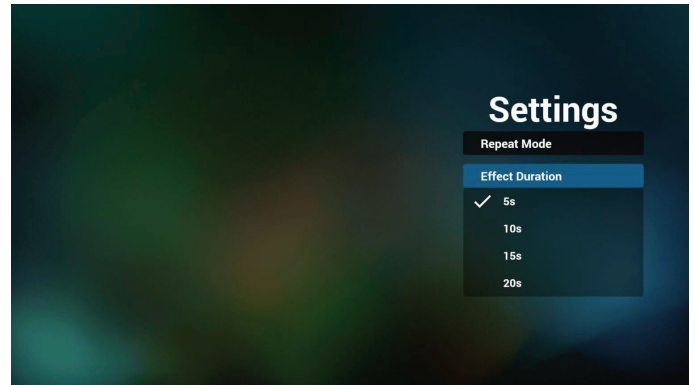 Settings
Repeat Mode
Effect Duration
5s
10s
15s
20s